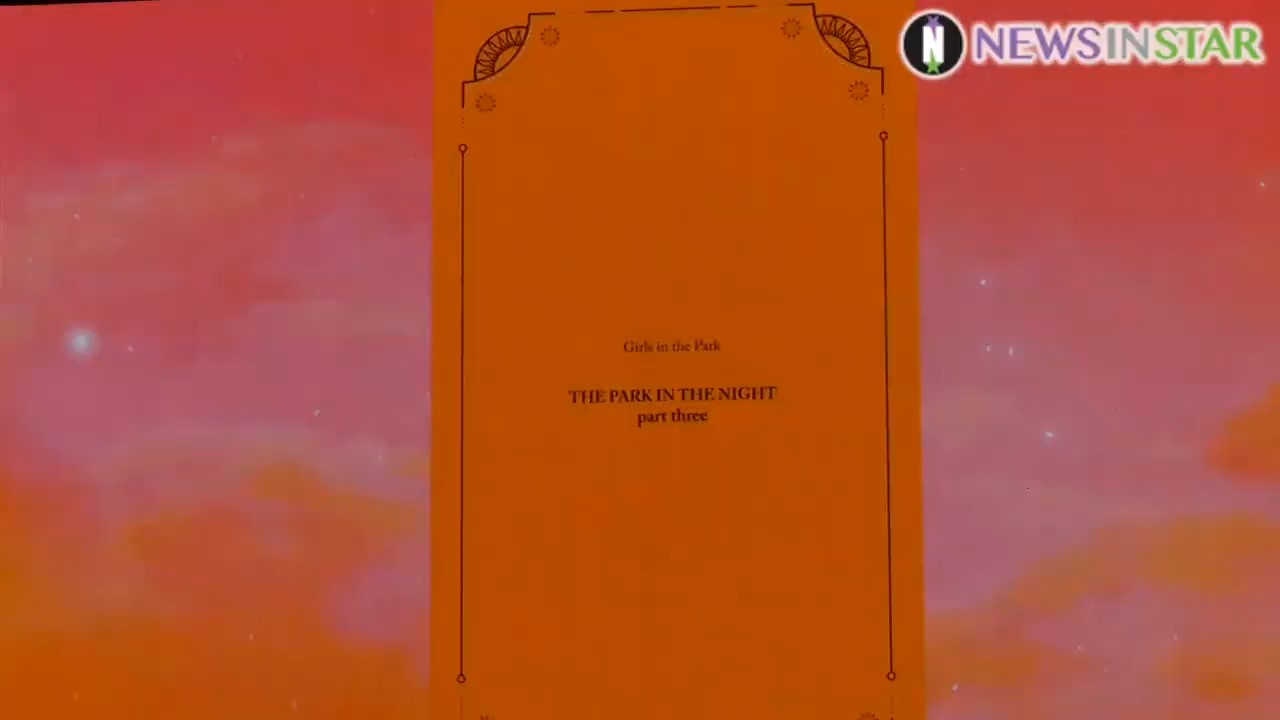 NEWSINSTAR
Girls in the Park
THE PARK IN THE NIGHT
part three